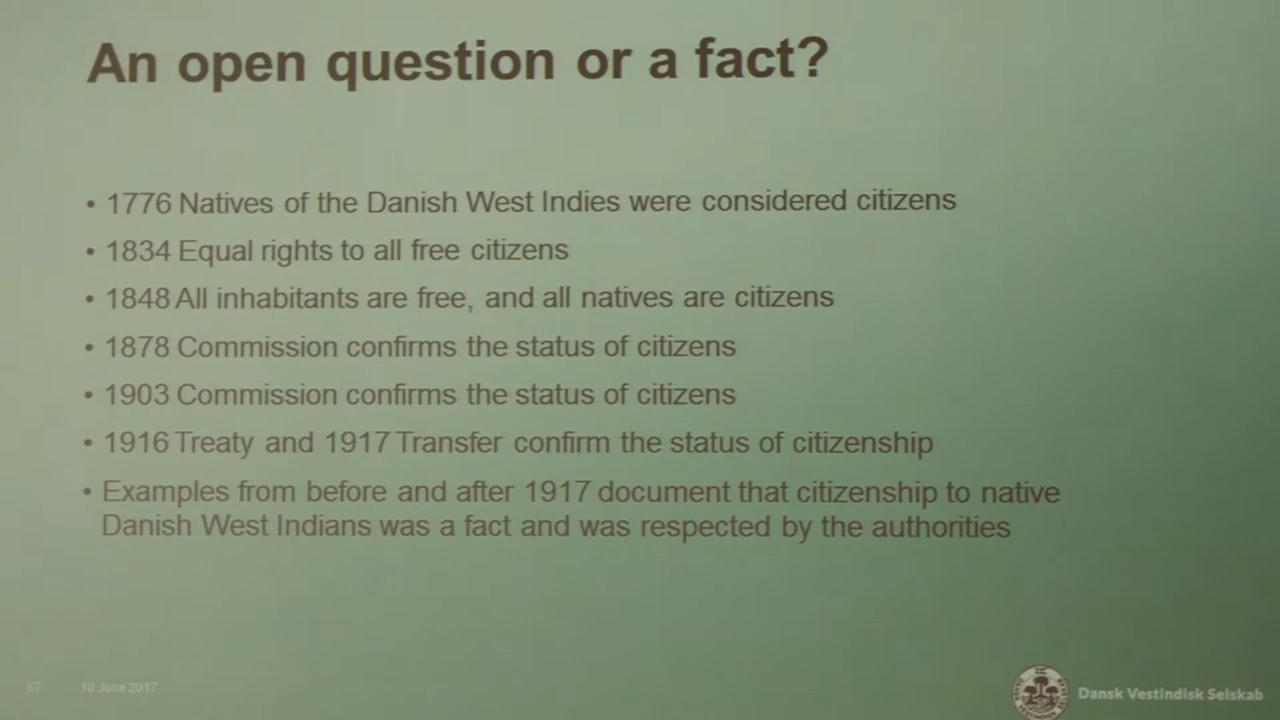 An open question or a fact?
• 1776 Natives of the Danish West Indies were considered citizens
• 1834 Equal rights to all free citizens
• 1848 All inhabitants are free, and all natives are citizens
• 1878 Commission confirms the status of citizens
• 1903 Commission confirms the status of citizens
• 1916 Treaty and 1917 Transfer confirm the status of citizenship
• Examples from before and after 1917 document that citizenship to native
Danish West Indians was a fact and was respected by the authorities
67 10 June 2017
Dansk Vestindisk Selskab